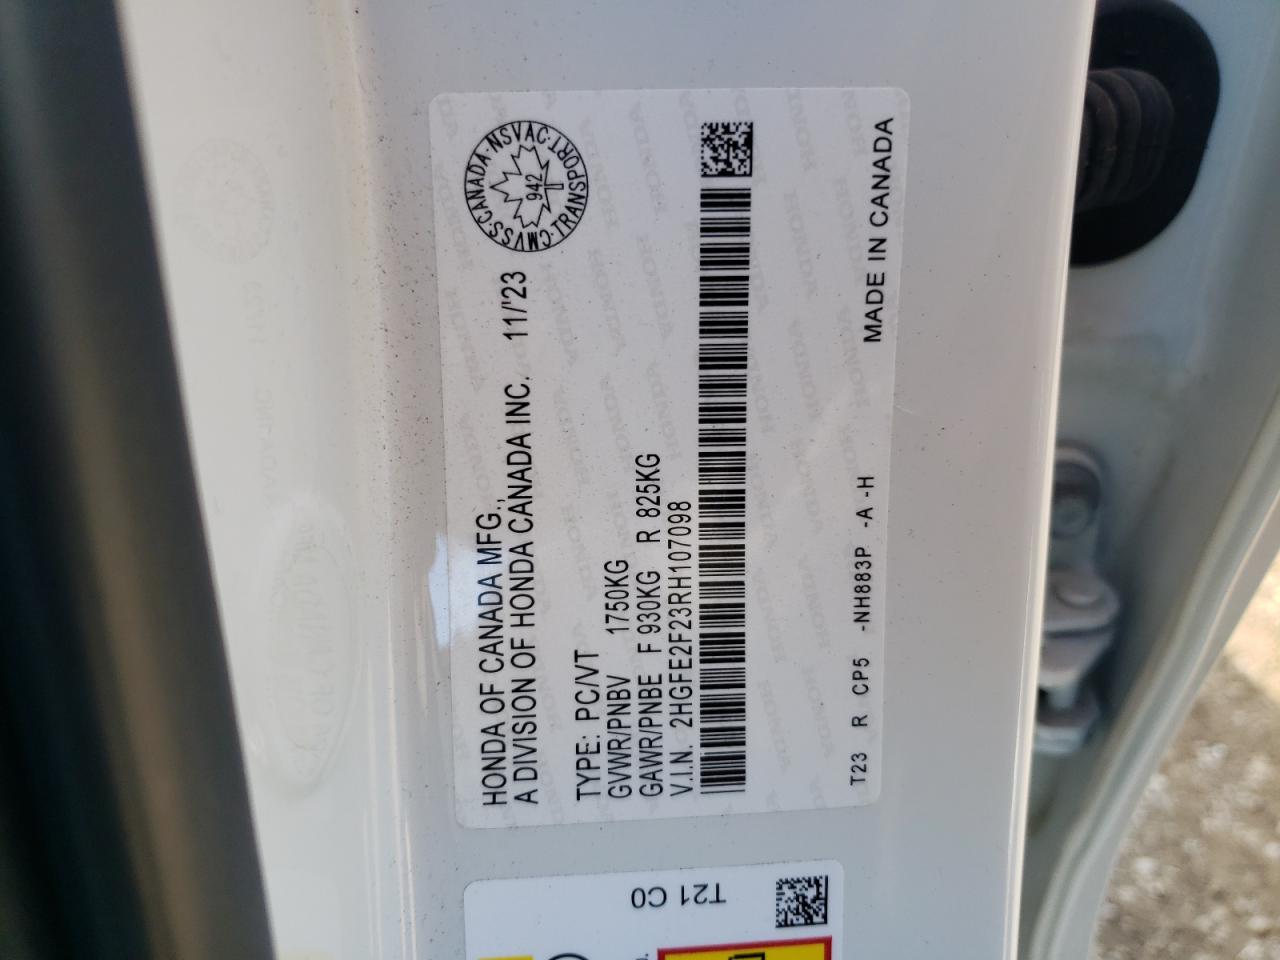 HONDA OF CANADA MFG.,
A DIVISION OF HONDA CANADA INC. 11/'23
CANADA·NSVAC·TRANSPORT·CMVSS·
942
TYPE: PC/VT
GVWR/PNBV 1750KG
GAWR/PNBE F 930KG R 825KG
V.I.N. 2HGFE2F23RH107098
T23 R CP5 -NH883P -A -H MADE IN CANADA
T21 C0